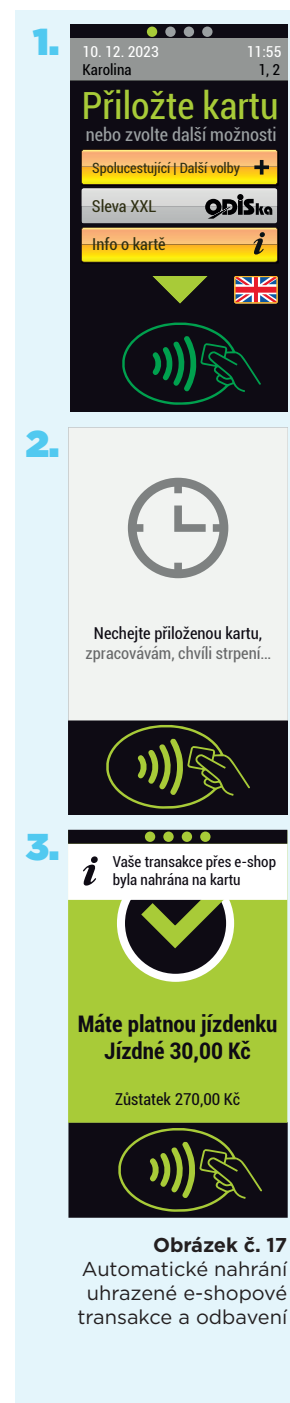 1.
10. 12. 2023 11:55
Karolina 1, 2
Přiložte kartu
nebo zvolte další možnosti
Spolucestující | Další volby +
Sleva XXL ODISka
Info o kartě i
2.
Nechejte přiloženou kartu,
zpracovávám, chvíli strpení...
3.
i Vaše transakce přes e-shop
byla nahrána na kartu
Máte platnou jízdenku
Jízdné 30,00 Kč
Zůstatek 270,00 Kč
Obrázek č. 17
Automatické nahrání
uhrazené e-shopové
transakce a odbavení